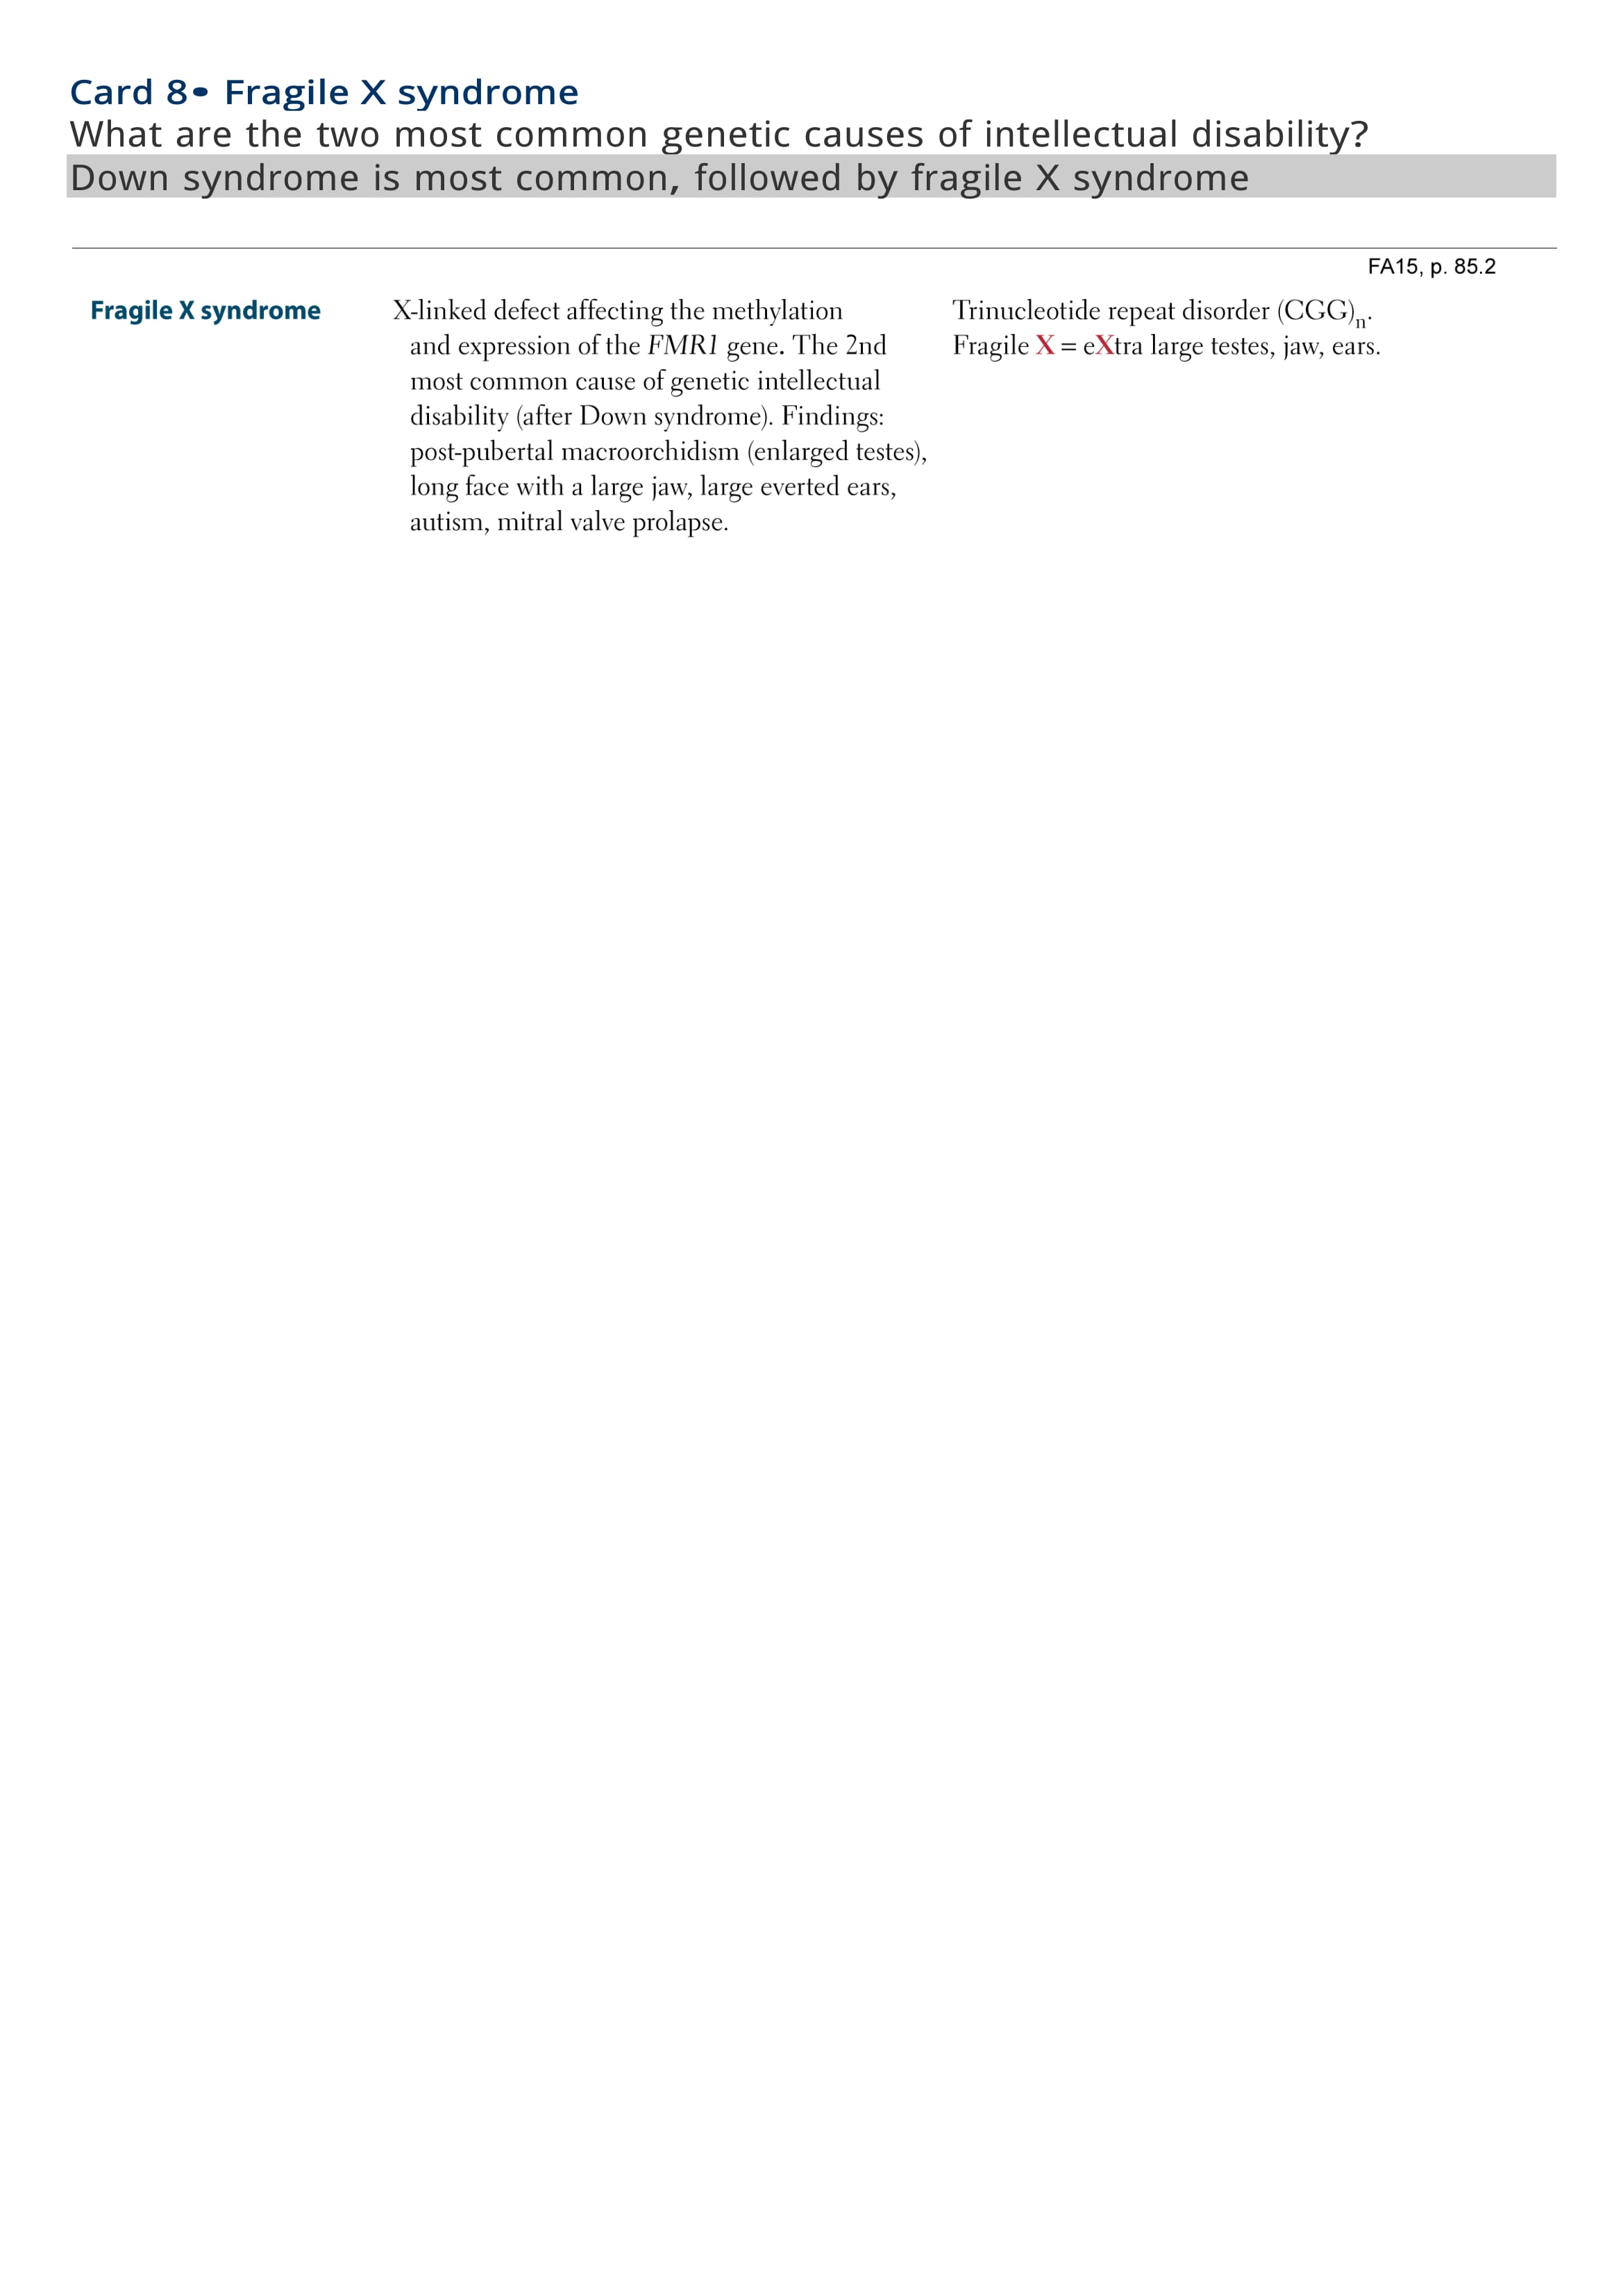 Card 8• Fragile X syndrome
What are the two most common genetic causes of intellectual disability?
Down syndrome is most common, followed by fragile X syndrome
FA15, p. 85.2
Fragile X syndrome
X-linked defect affecting the methylation
and expression of the FMR1 gene. The 2nd
most common cause of genetic intellectual
disability (after Down syndrome). Findings:
post-pubertal macroorchidism (enlarged testes),
long face with a large jaw, large everted ears,
autism, mitral valve prolapse.
Trinucleotide repeat disorder (CGG)n.
Fragile X = eXtra large testes, jaw, ears.